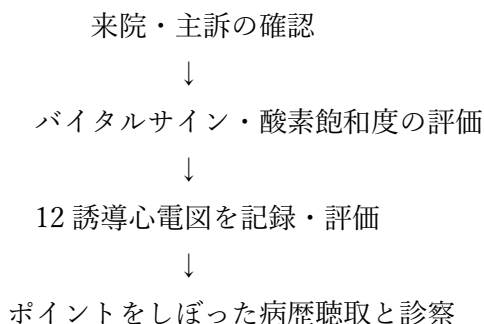 来院・主訴の確認
↓
バイタルサイン・酸素飽和度の評価
↓
12誘導心電図を記録・評価
↓
ポイントをしぼった病歴聴取と診察